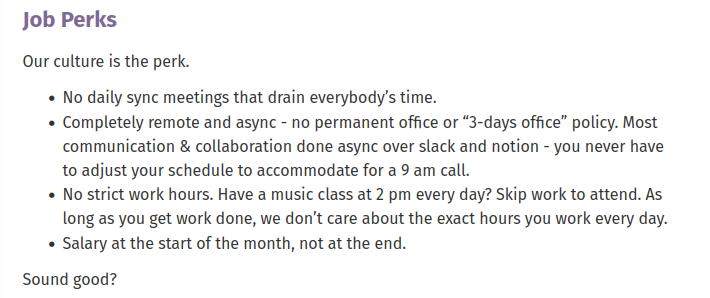 Job Perks
Our culture is the perk.
• No daily sync meetings that drain everybody’s time.
• Completely remote and async - no permanent office or “3-days office” policy. Most
communication & collaboration done async over slack and notion - you never have
to adjust your schedule to accommodate for a 9 am call.
• No strict work hours. Have a music class at 2 pm every day? Skip work to attend. As
long as you get work done, we don’t care about the exact hours you work every day.
• Salary at the start of the month, not at the end.
Sound good?